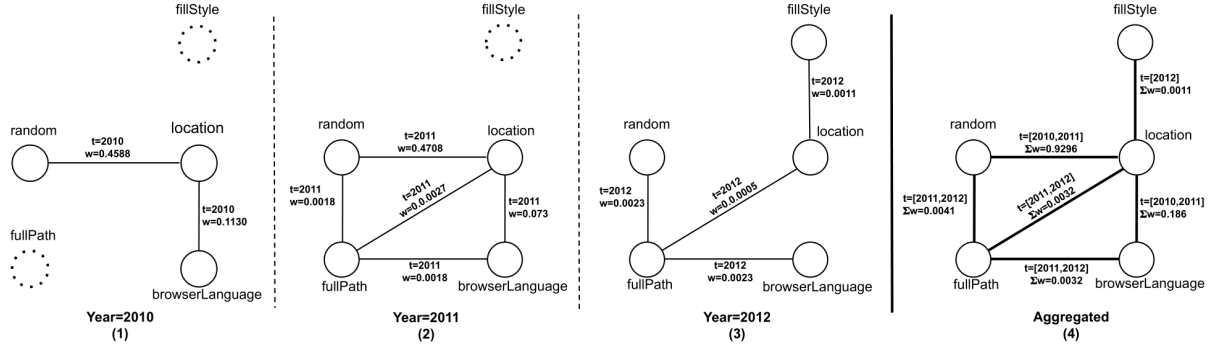 fillStyle
random
location
t=2010
w=0.4588
t=2010
w=0.1130
fullPath
browserLanguage
Year=2010
(1)
fillStyle
random
location
t=2011
w=0.4708
t=2011
w=0.0018
t=2011
w=0.0.0027
t=2011
w=0.073
t=2011
w=0.0018
fullPath
browserLanguage
Year=2011
(2)
fillStyle
t=2012
w=0.0011
random
location
t=2012
w=0.0023
t=2012
w=0.0.0005
t=2012
w=0.0023
fullPath
browserLanguage
Year=2012
(3)
fillStyle
t=[2012]
Σw=0.0011
random
location
t=[2010,2011]
Σw=0.9296
t=[2011,2012]
Σw=0.0041
t=[2011,2012]
Σw=0.0032
t=[2010,2011]
Σw=0.186
t=[2011,2012]
Σw=0.0032
fullPath
browserLanguage
Aggregated
(4)